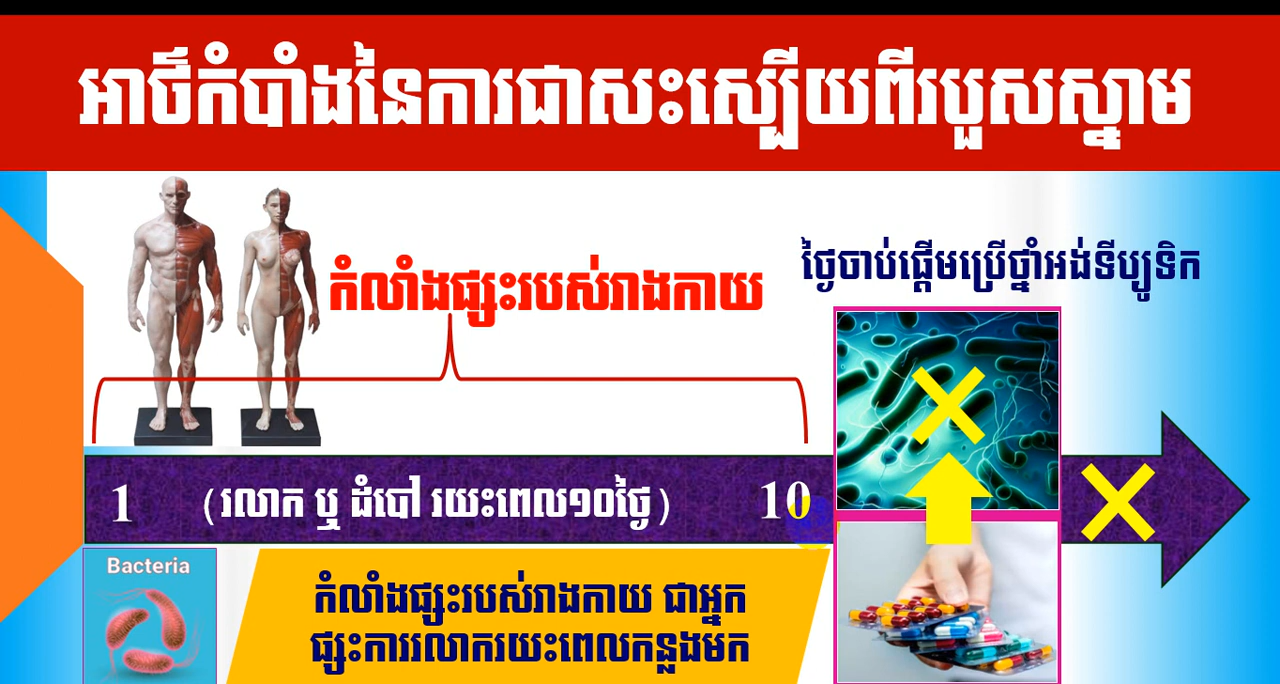 អាថ៌កំបាំងនៃការជាសះស្បើយពីរបួសស្នាម
កំលាំងផ្សះរបស់រាងកាយ
ថ្ងៃចាប់ផ្តើមប្រើថ្នាំអង់ទីប្យូទិក
1 (រលាក ឬ ដំបៅ រយះពេល១០ថ្ងៃ) 10
Bacteria
កំលាំងផ្សះរបស់រាងកាយ ជាអ្នក
ផ្សះការរលាករយះពេលកន្លងមក